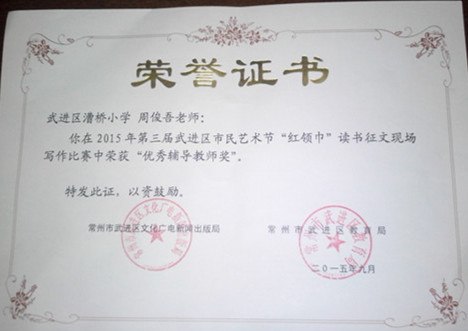 荣誉证书
武进区漕桥小学 周俊吾老师：
你在2015年第三届武进区市民艺术节“红领巾”读书征文现场
写作比赛中荣获“优秀辅导教师奖”。
特发此证，以资鼓励。
常州市武进区文化广电新闻出版局 常州市武进区教育局
二〇一五年九月